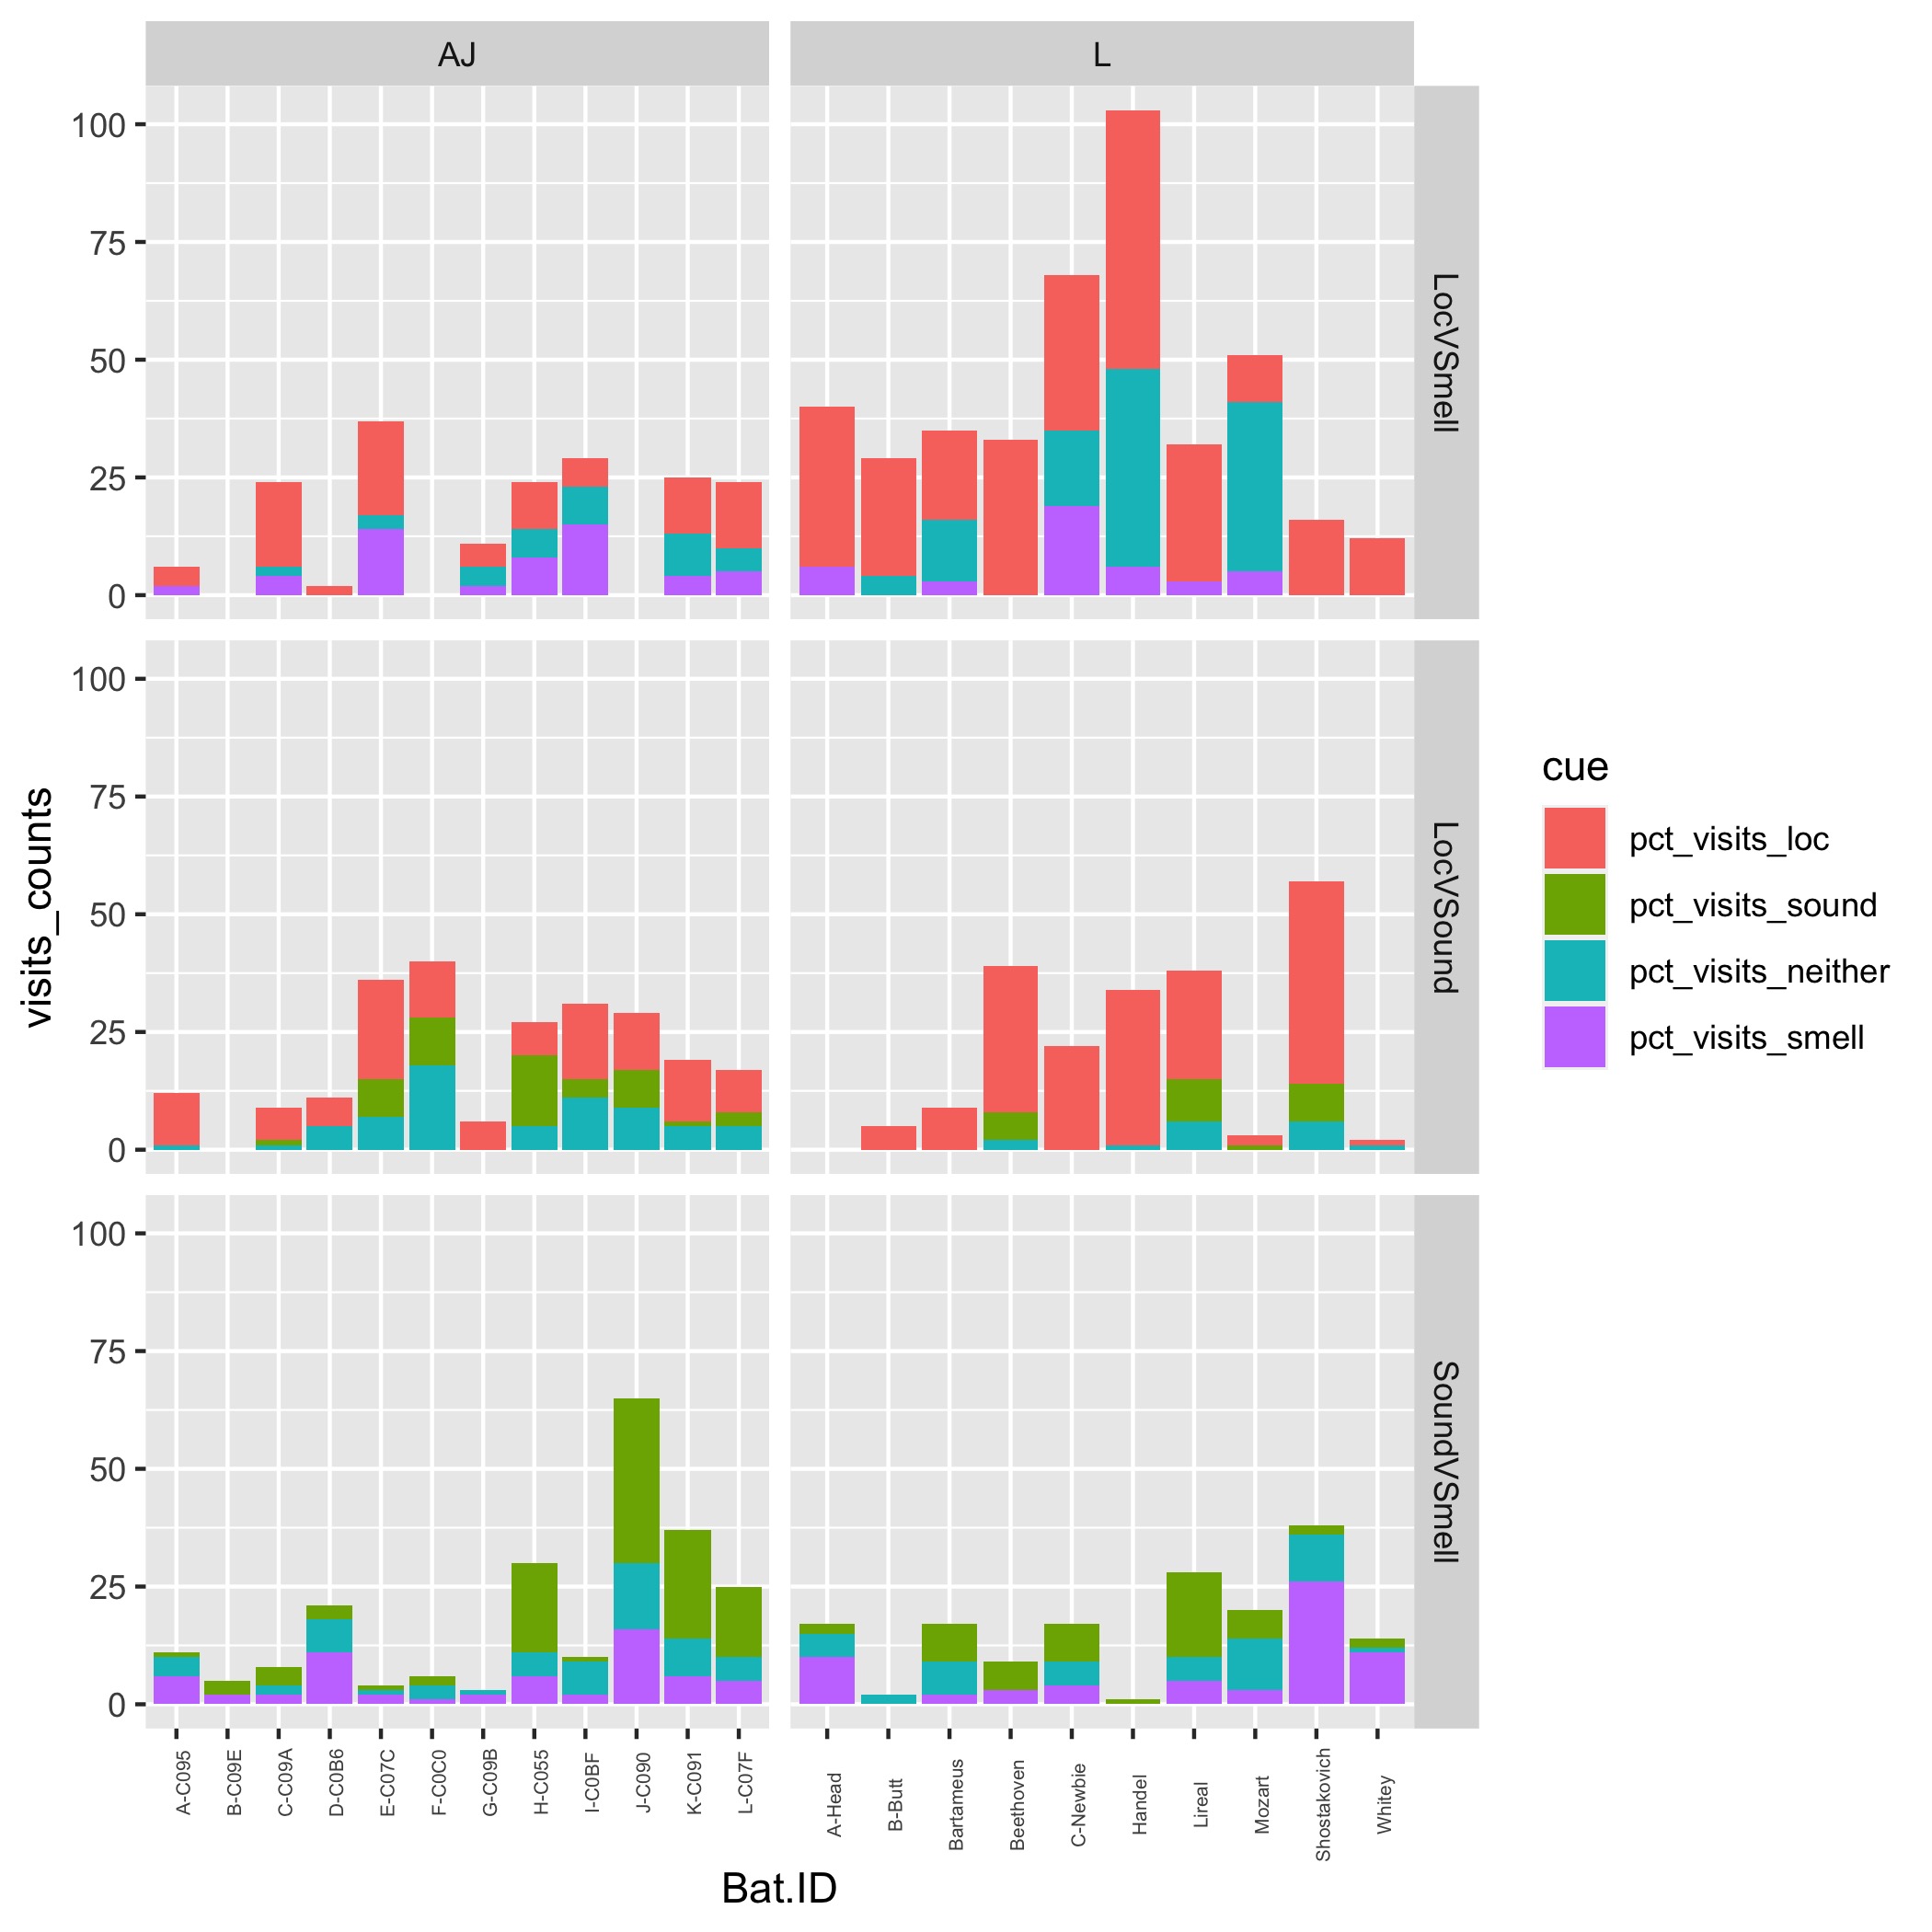 AJ
L
100
75
50
25
0
LocVSmell
100
75
50
25
0
LocVSound
100
75
50
25
0
SoundVSmell
visits_counts
A-C095
B-C09E
C-C09A
D-C0B6
E-C07C
F-C0C0
G-C09B
H-C055
I-C0BF
J-C090
K-C091
L-C07F
A-Head
B-Butt
Bartameus
Beethoven
C-Newbie
Handel
Lireal
Mozart
Shostakovich
Whitey
Bat.ID
cue
pct_visits_loc
pct_visits_sound
pct_visits_neither
pct_visits_smell